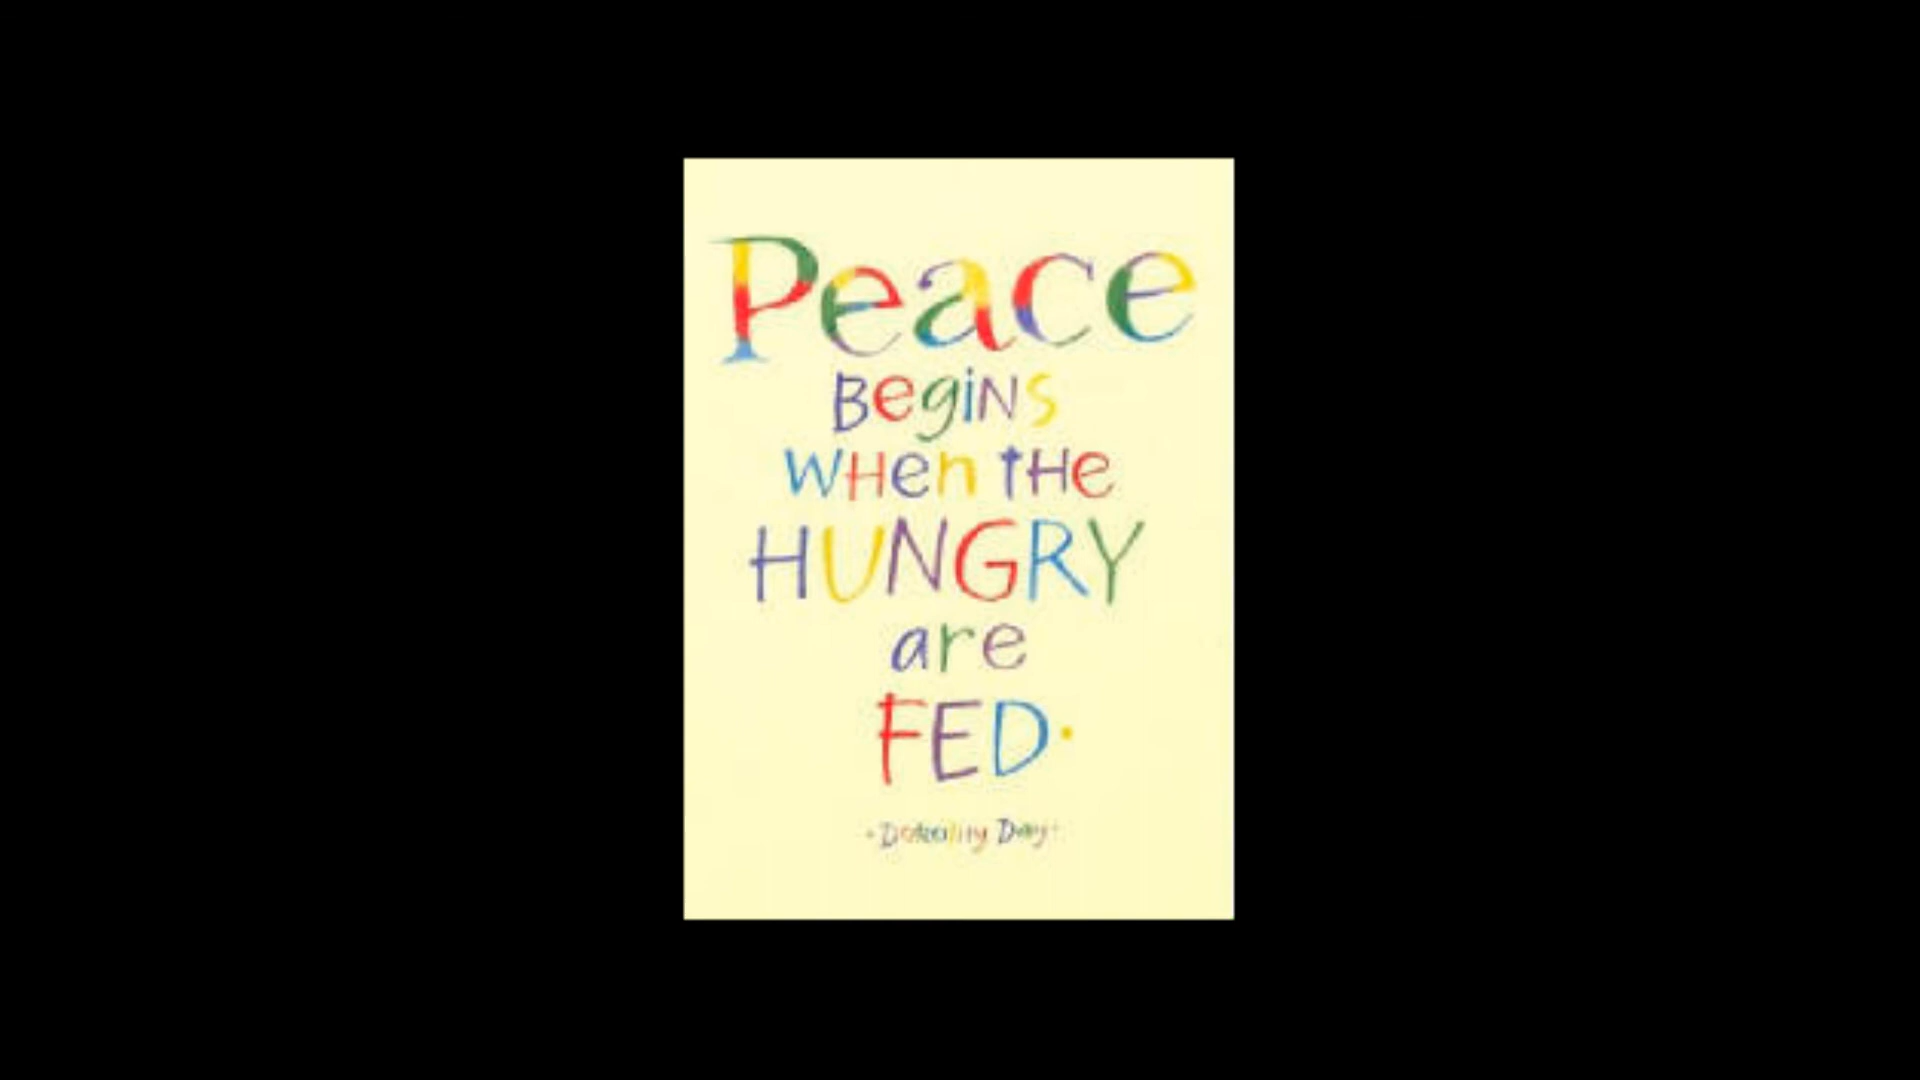 Peace
BegiNs
wHen tHe
HUNGRY
are
FED.
Day